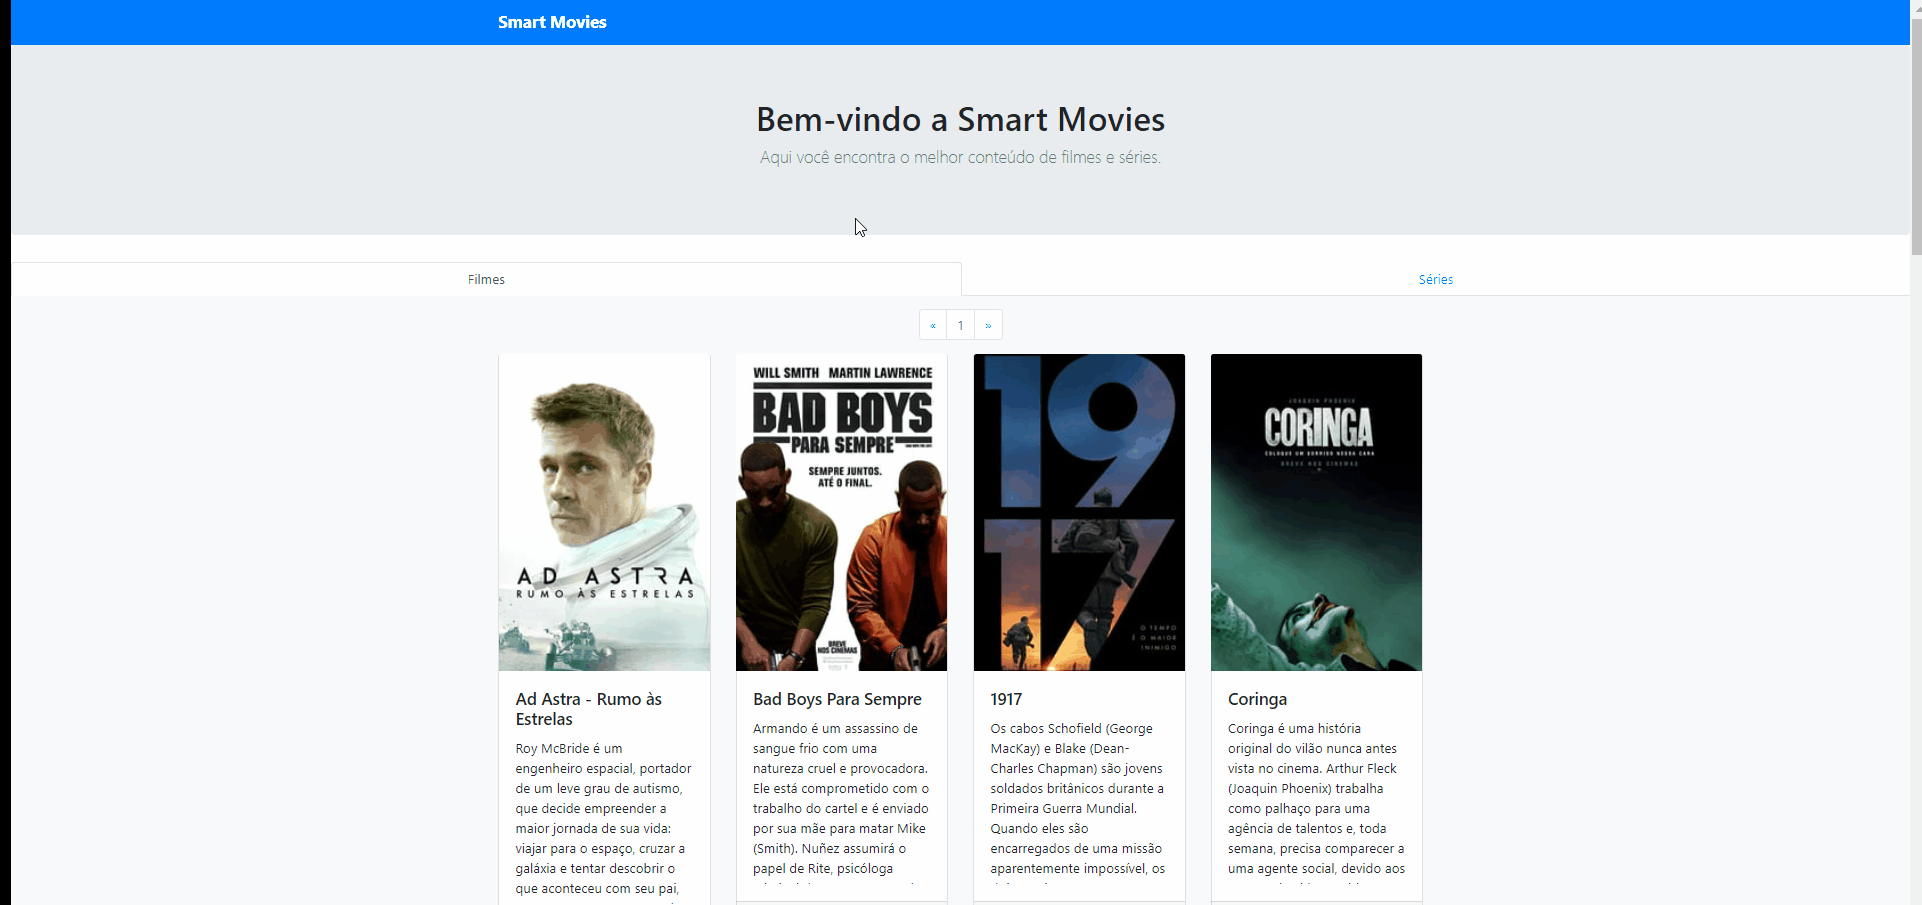 Smart Movies
Bem-vindo a Smart Movies
Aqui você encontra o melhor conteúdo de filmes e séries.
Filmes
Séries
« 1 »
AD ASTRA
RUMO ÀS ESTRELAS
WILL SMITH MARTIN LAWRENCE
BAD BOYS
PARA SEMPRE
SEMPRE JUNTOS.
ATÉ O FINAL.
BREVE
NOS CINEMAS
19
17
O TEMPO
É O MAIOR
INIMIGO
JOAQUIN PHOENIX
CORINGA
COLOQUE UM SORRISO NESSA CARA
BREVE NOS CINEMAS
Ad Astra - Rumo às
Estrelas
Roy McBride é um
engenheiro espacial, portador
de um leve grau de autismo,
que decide empreender a
maior jornada de sua vida:
viajar para o espaço, cruzar a
galáxia e tentar descobrir o
que aconteceu com seu pai,
Bad Boys Para Sempre
Armando é um assassino de
sangue frio com uma
natureza cruel e provocadora.
Ele está comprometido com o
trabalho do cartel e é enviado
por sua mãe para matar Mike
(Smith). Nuñez assumirá o
papel de Rite, psicóloga
1917
Os cabos Schofield (George
MacKay) e Blake (Dean-
Charles Chapman) são jovens
soldados britânicos durante a
Primeira Guerra Mundial.
Quando eles são
encarregados de uma missão
aparentemente impossível, os
Coringa
Coringa é uma história
original do vilão nunca antes
vista no cinema. Arthur Fleck
(Joaquin Phoenix) trabalha
como palhaço para uma
agência de talentos e, toda
semana, precisa comparecer a
uma agente social, devido aos